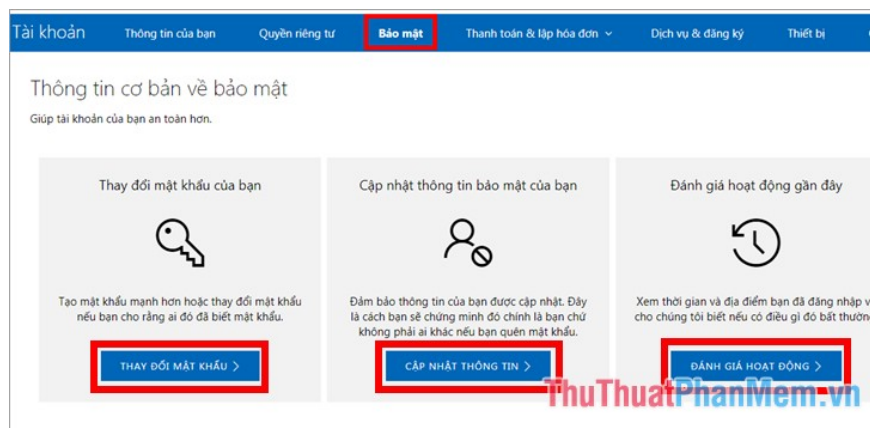 Tài khoản Thông tin của bạn Quyền riêng tư Bảo mật Thanh toán & lập hóa đơn Dịch vụ & đăng ký Thiết bị
Thông tin cơ bản về bảo mật
Giúp tài khoản của bạn an toàn hơn.
Thay đổi mật khẩu của bạn
Tạo mật khẩu mạnh hơn hoặc thay đổi mật khẩu
nếu bạn cho rằng ai đó đã biết mật khẩu.
THAY ĐỔI MẬT KHẨU >
Cập nhật thông tin bảo mật của bạn
Đảm bảo thông tin của bạn được cập nhật. Đây
là cách bạn sẽ chứng minh đó chính là bạn chứ
không phải ai khác nếu bạn quên mật khẩu.
CẬP NHẬT THÔNG TIN >
Đánh giá hoạt động gần đây
Xem thời gian và địa điểm bạn đã đăng nhập
cho chúng tôi biết nếu có điều gì đó bất
ĐÁNH GIÁ HOẠT ĐỘNG >
ThuThuatPhanMem.vn